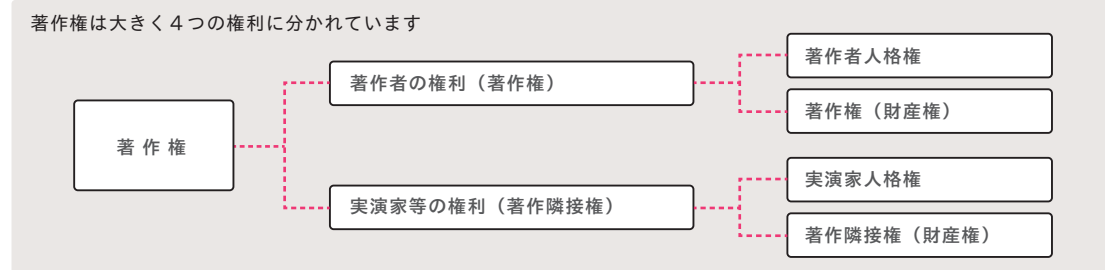 著作権は大きく４つの権利に分かれています
著作権
著作者の権利（著作権）
著作者人格権
著作権（財産権）
実演家等の権利（著作隣接権）
実演家人格権
著作隣接権（財産権）